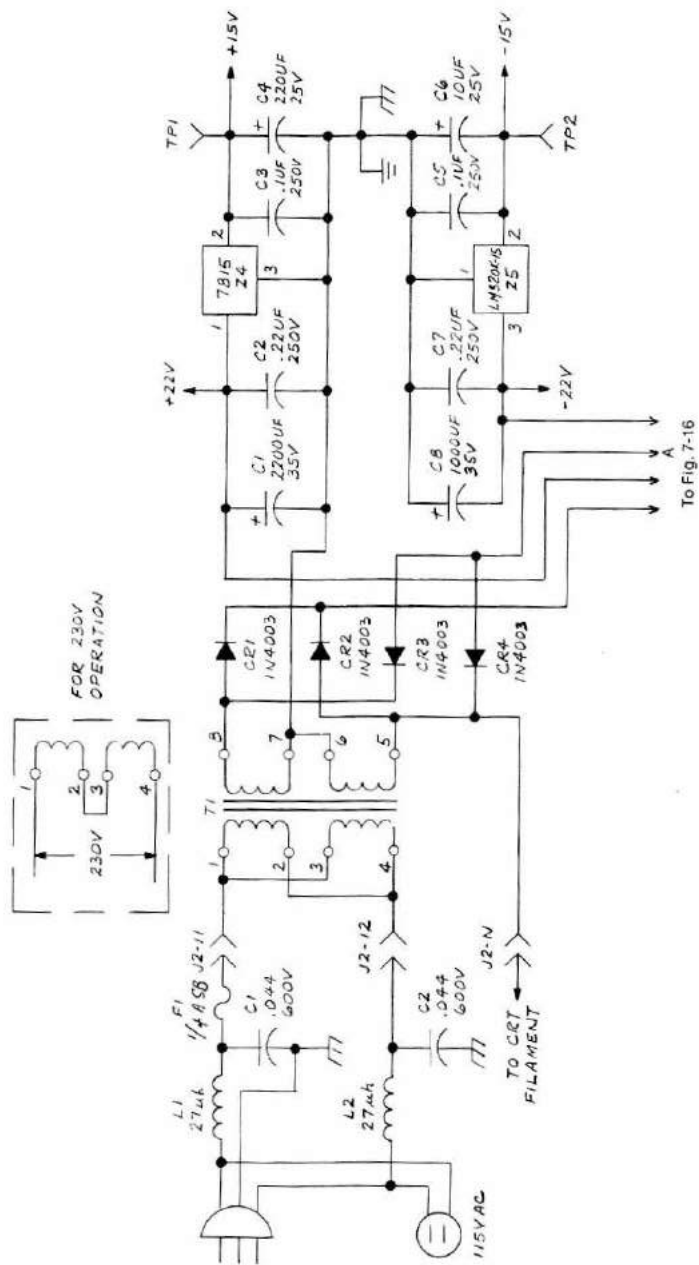 FOR 230V
OPERATION
1
2
3
4
230V
L1
27µh
F1
1/4 A SB
J2-11
C1
.044
600V
115VAC
L2
27µh
J2-12
C2
.044
600V
J2-N
TO CRT
FILAMENT
T1
1
2
3
4
8
7
6
5
CR1
1N4003
CR2
1N4003
CR3
1N4003
CR4
1N4003
+22V
+
C1
2200UF
35V
C2
.22UF
250V
1
7815
Z4
2
3
C3
.1UF
250V
TP1
+15V
+
C4
220UF
25V
+
C8
1000UF
35V
C7
.22UF
250V
-22V
1
LM320K-15
Z5
3
2
C5
.1UF
250V
+
C6
10UF
25V
-15V
TP2
A
To Fig. 7-16